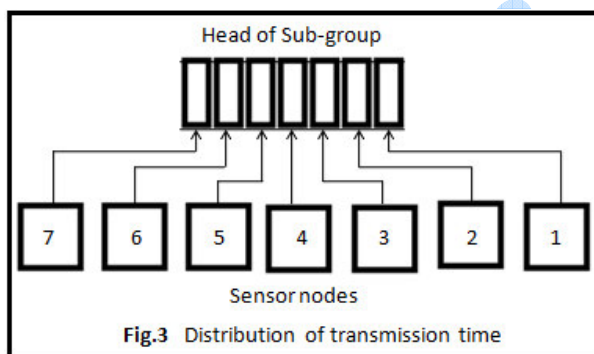 Head of Sub-group
7 6 5 4 3 2 1
Sensor nodes
Fig.3 Distribution of transmission time